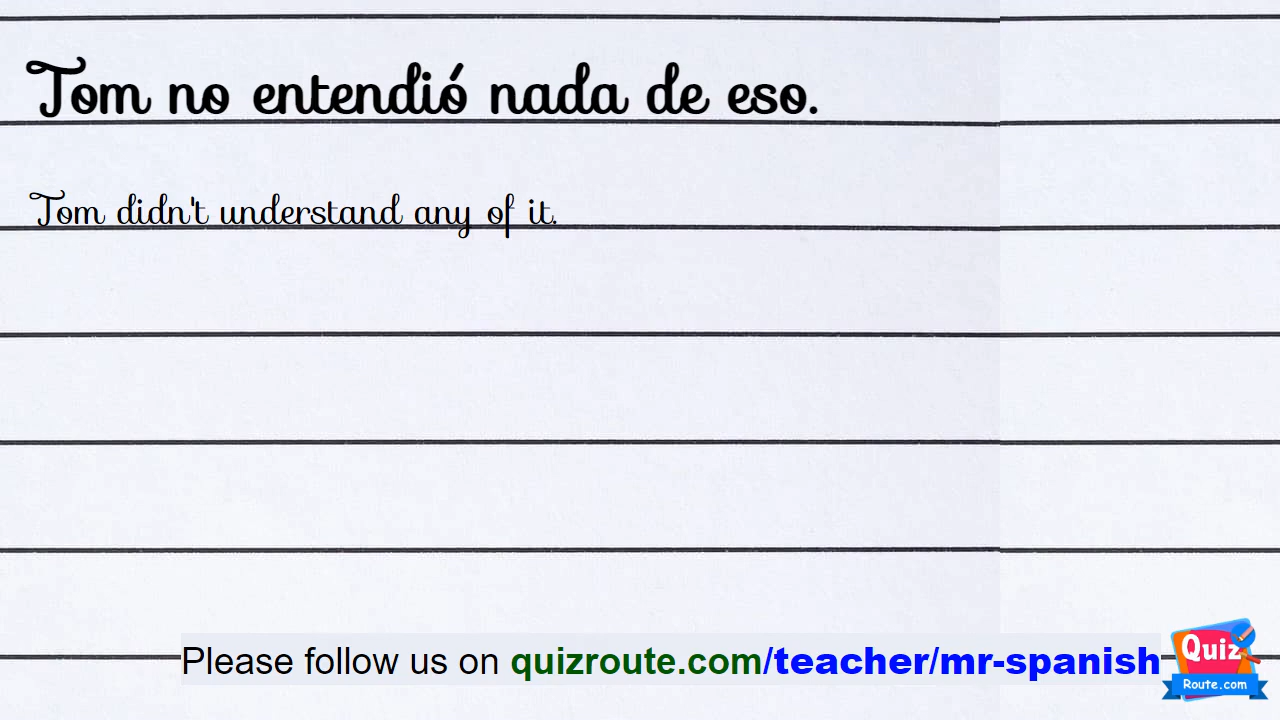 Tom no entendió nada de eso.
Tom didn't understand any of it.
Please follow us on quizroute.com/teacher/mr-spanish
Quiz
Route.com